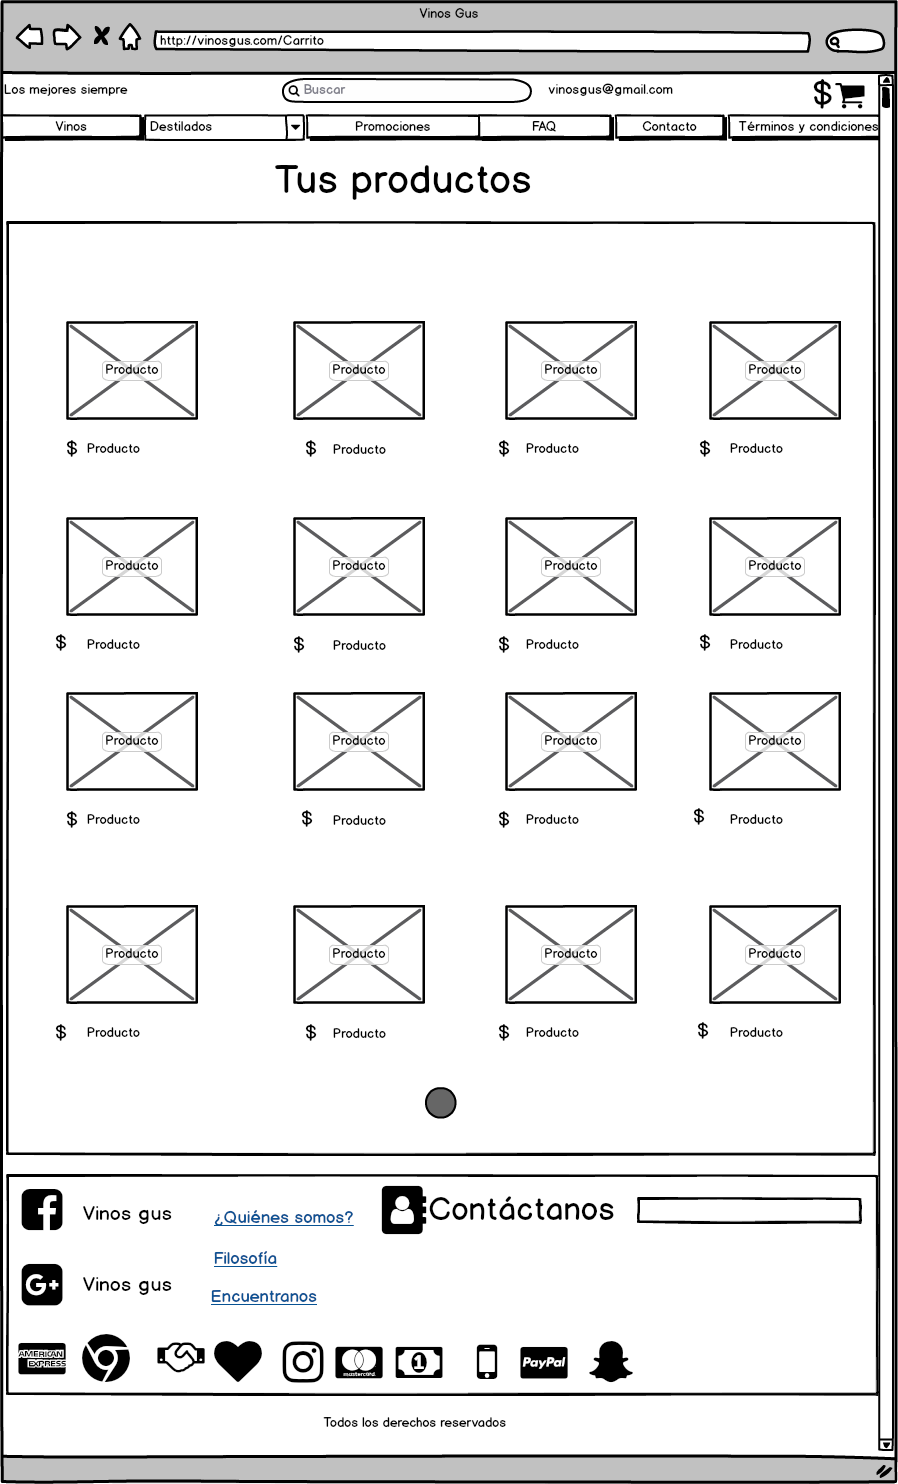 Vinos Gus
http://vinosgus.com/Carrito
Los mejores siempre
Buscar
vinosgus@gmail.com
$
Vinos
Destilados
Promociones
FAQ
Contacto
Términos y condiciones
Tus productos
Producto Producto Producto Producto
$ Producto $ Producto $ Producto $ Producto
Producto Producto Producto Producto
$ Producto $ Producto $ Producto $ Producto
Producto Producto Producto Producto
$ Producto $ Producto $ Producto $ Producto
Producto Producto Producto Producto
$ Producto $ Producto $ Producto $ Producto
Vinos gus
¿Quiénes somos?
Contáctanos
Filosofía
G+
Vinos gus
Encuentranos
AMERICAN
EXPRESS
mastercard
1
PayPal
Todos los derechos reservados